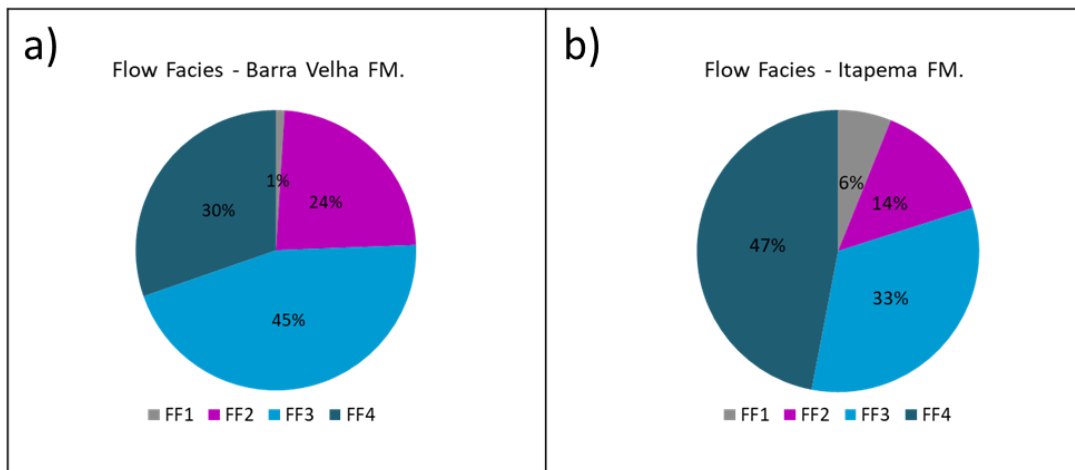 a)
Flow Facies - Barra Velha FM.
1%
24%
30%
45%
FF1 FF2 FF3 FF4
b)
Flow Facies - Itapema FM.
6%
14%
47%
33%
FF1 FF2 FF3 FF4